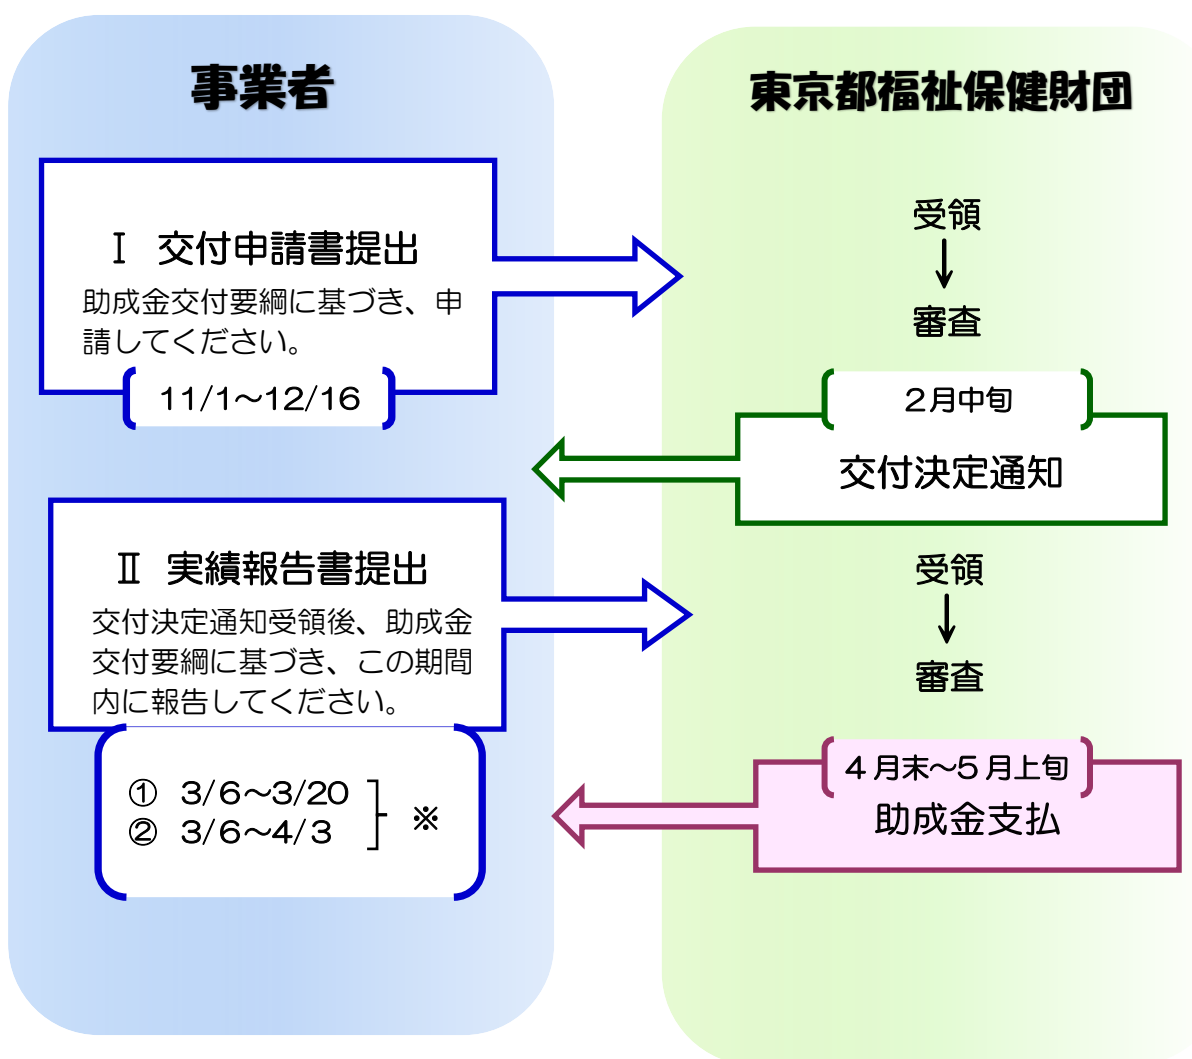 事業者
Ⅰ 交付申請書提出
助成金交付要綱に基づき、申
請してください。
11/1～12/16
Ⅱ 実績報告書提出
交付決定通知受領後、助成金
交付要綱に基づき、この期間
内に報告してください。
① 3/6～3/20
② 3/6～4/3
※
東京都福祉保健財団
受領
審査
２月中旬
交付決定通知
受領
審査
４月末～５月上旬
助成金支払